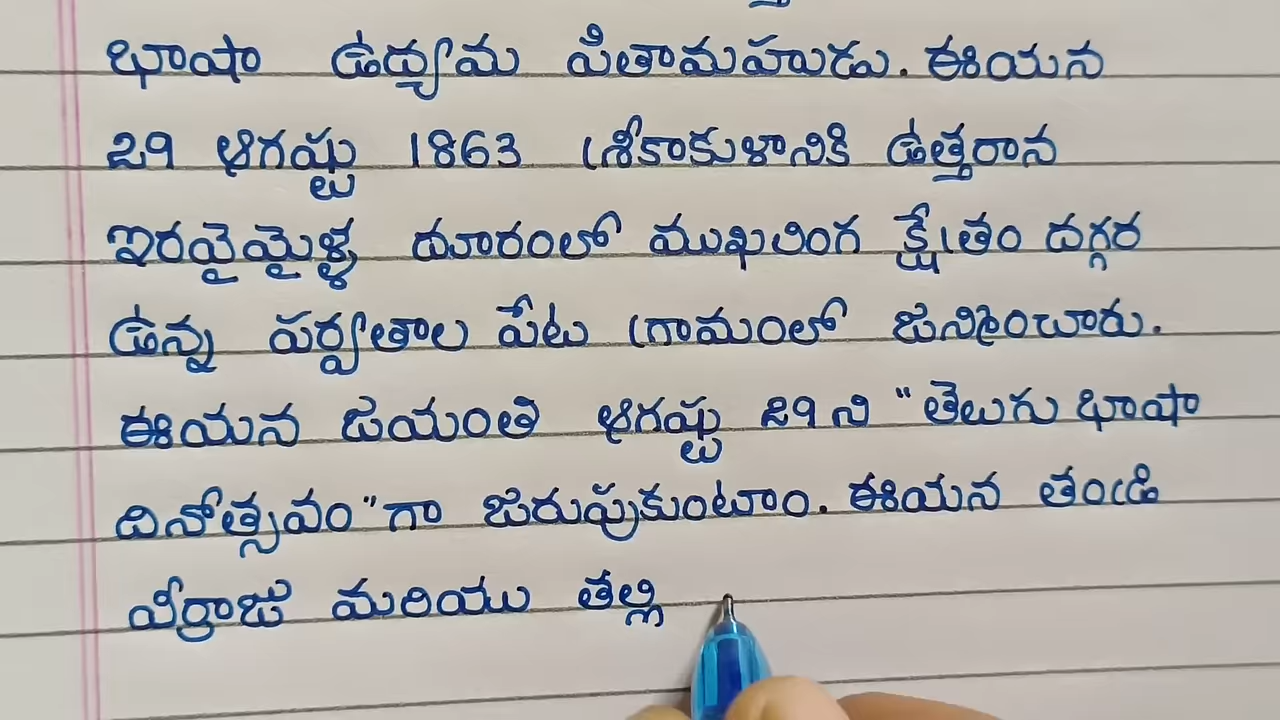 భాషా ఉద్యమ పితామహుడు. ఈయన
29 ఆగష్టు 1863 శ్రీకాకుళానికి ఉత్తరాన
ఇరవైమైళ్ళ దూరంలో ముఖలింగ క్షేత్రం దగ్గర
ఉన్న పర్వతాల పేట గ్రామంలో జన్మించారు.
ఈయన జయంతి ఆగష్టు 29 ని "తెలుగు భాషా
దినోత్సవం"గా జరుపుకుంటాం. ఈయన తండ్రి
వీర్రాజు మరియు తల్లి